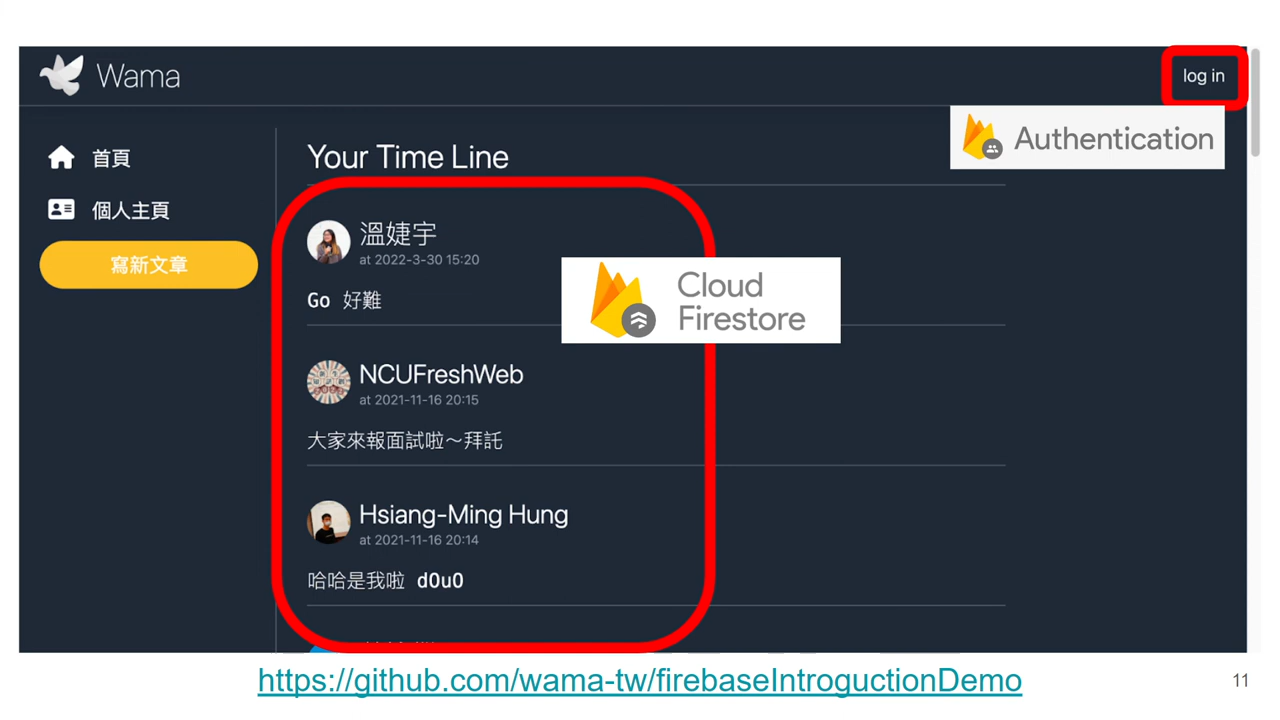 Wama
log in
Authentication
首頁
個人主頁
寫新文章
Your Time Line
溫婕宇
at 2022-3-30 15:20
Go 好難
Cloud
Firestore
NCUFreshWeb
at 2021-11-16 20:15
大家來報面試啦～拜託
Hsiang-Ming Hung
at 2021-11-16 20:14
哈哈是我啦 d0u0
https://github.com/wama-tw/firebaseIntroguctionDemo
11